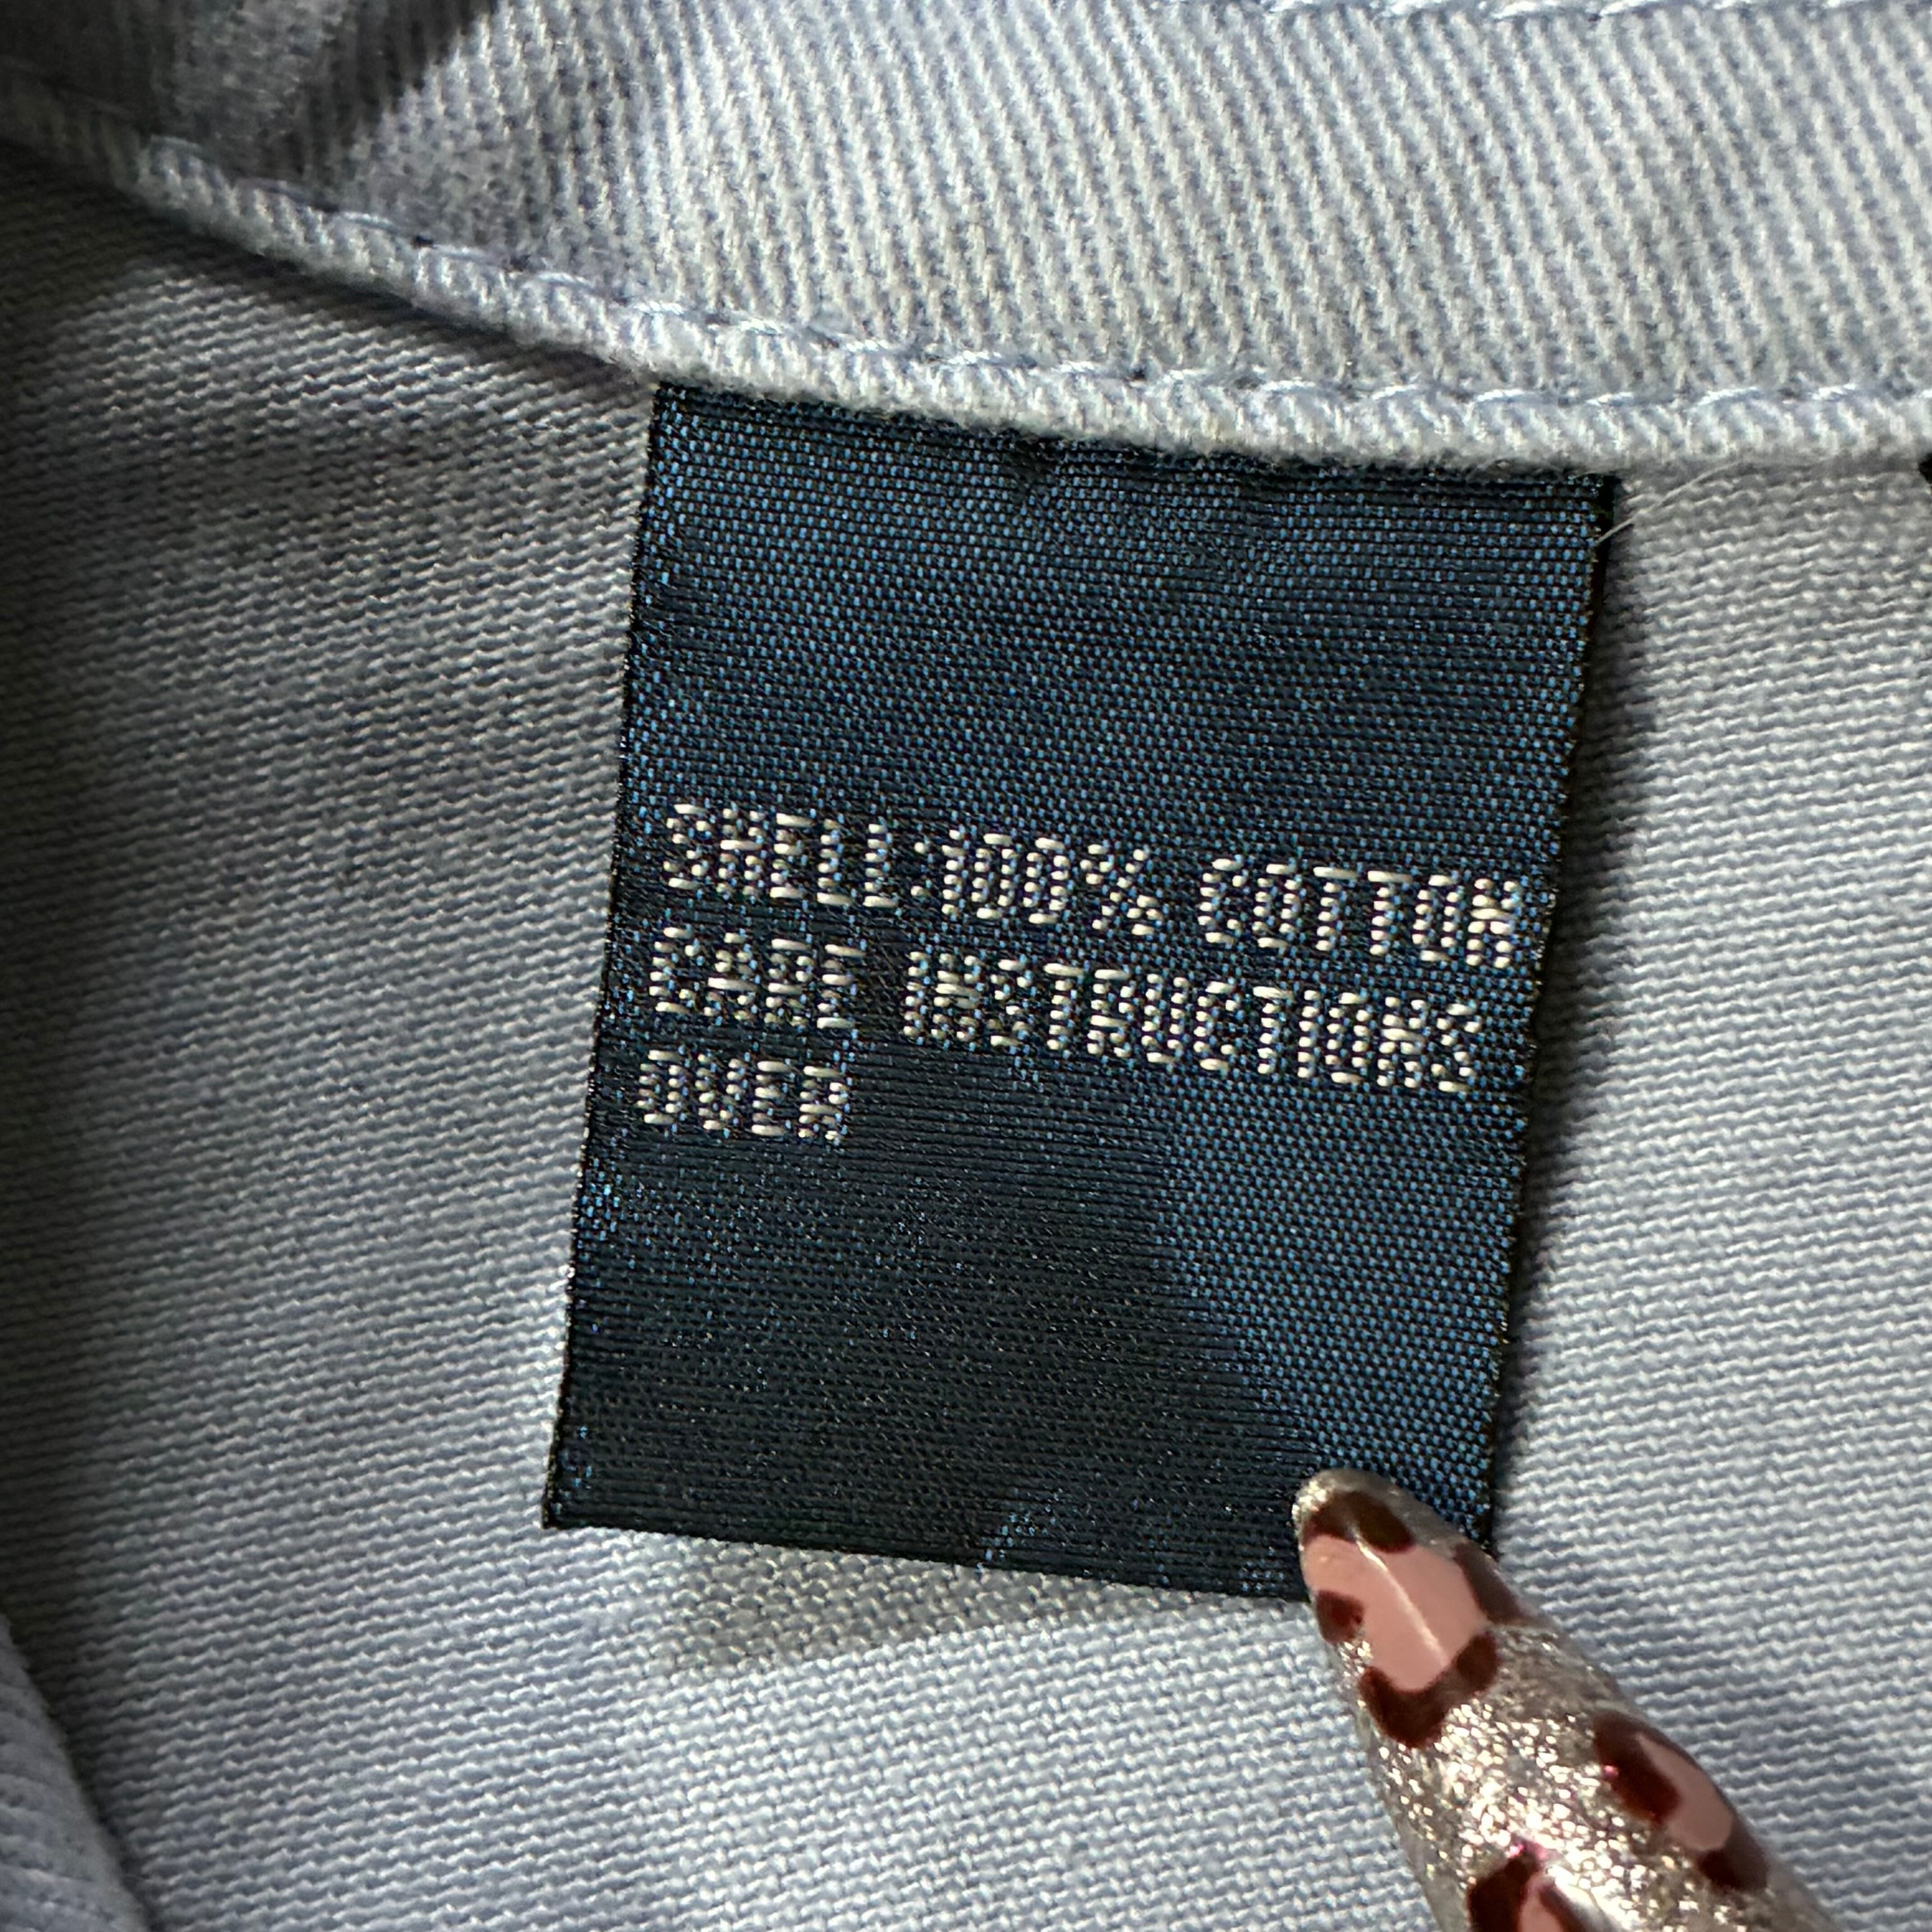 SHELL:100% COTTON
CARE INSTRUCTIONS
OVER